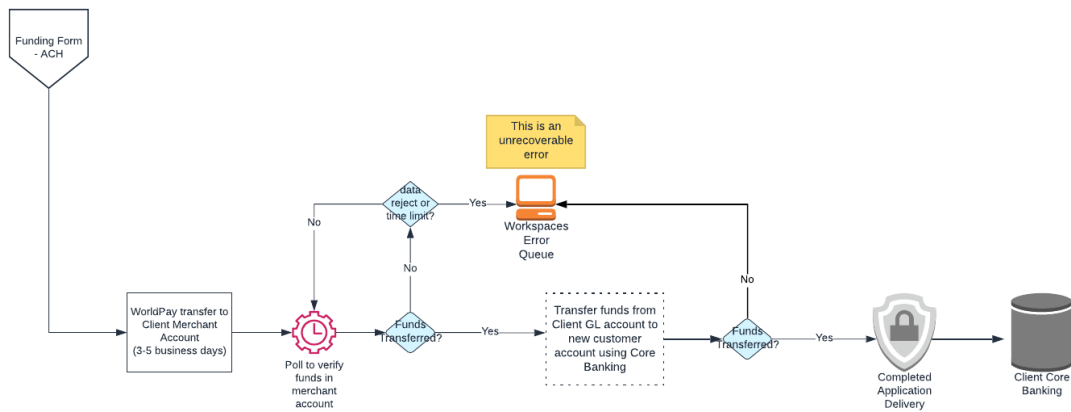 Funding Form
- ACH
This is an
unrecoverable
error
data
reject or
time limit?
Yes
No
Workspaces
Error
Queue
No
No
WorldPay transfer to
Client Merchant
Account
(3-5 business days)
Poll to verify
funds in
merchant
account
Funds
Transferred?
Yes
Transfer funds from
Client GL account to
new customer
account using Core
Banking
Funds
Transferred?
Yes
Completed
Application
Delivery
Client Core
Banking